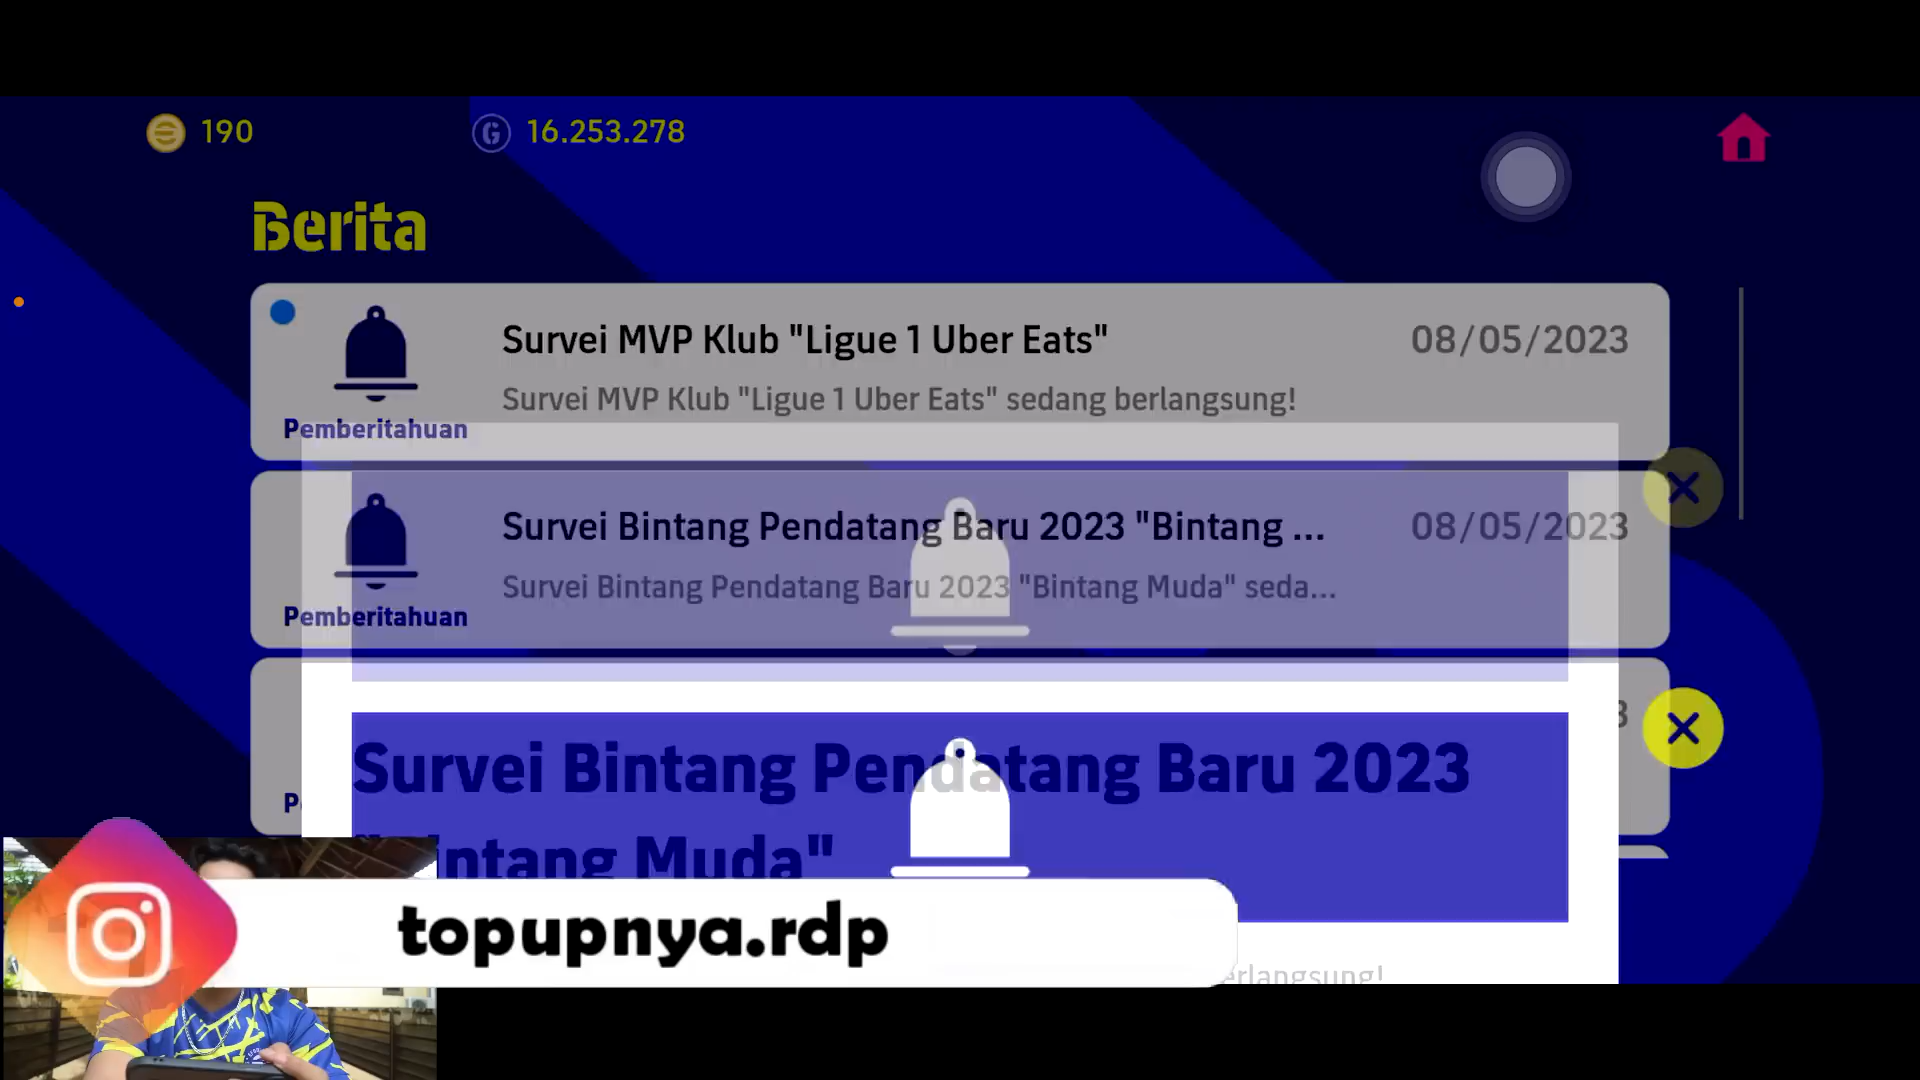 190
16.253.278
Berita
Survei MVP Klub "Ligue 1 Uber Eats"
08/05/2023
Survei MVP Klub "Ligue 1 Uber Eats" sedang berlangsung!
Pemberitahuan
Survei Bintang Pendatang Baru 2023 "Bintang ...
08/05/2023
Survei Bintang Pendatang Baru 2023 "Bintang Muda" seda...
Pemberitahuan
Survei Bintang Pendatang Baru 2023
"Bintang Muda"
topupnya.rdp